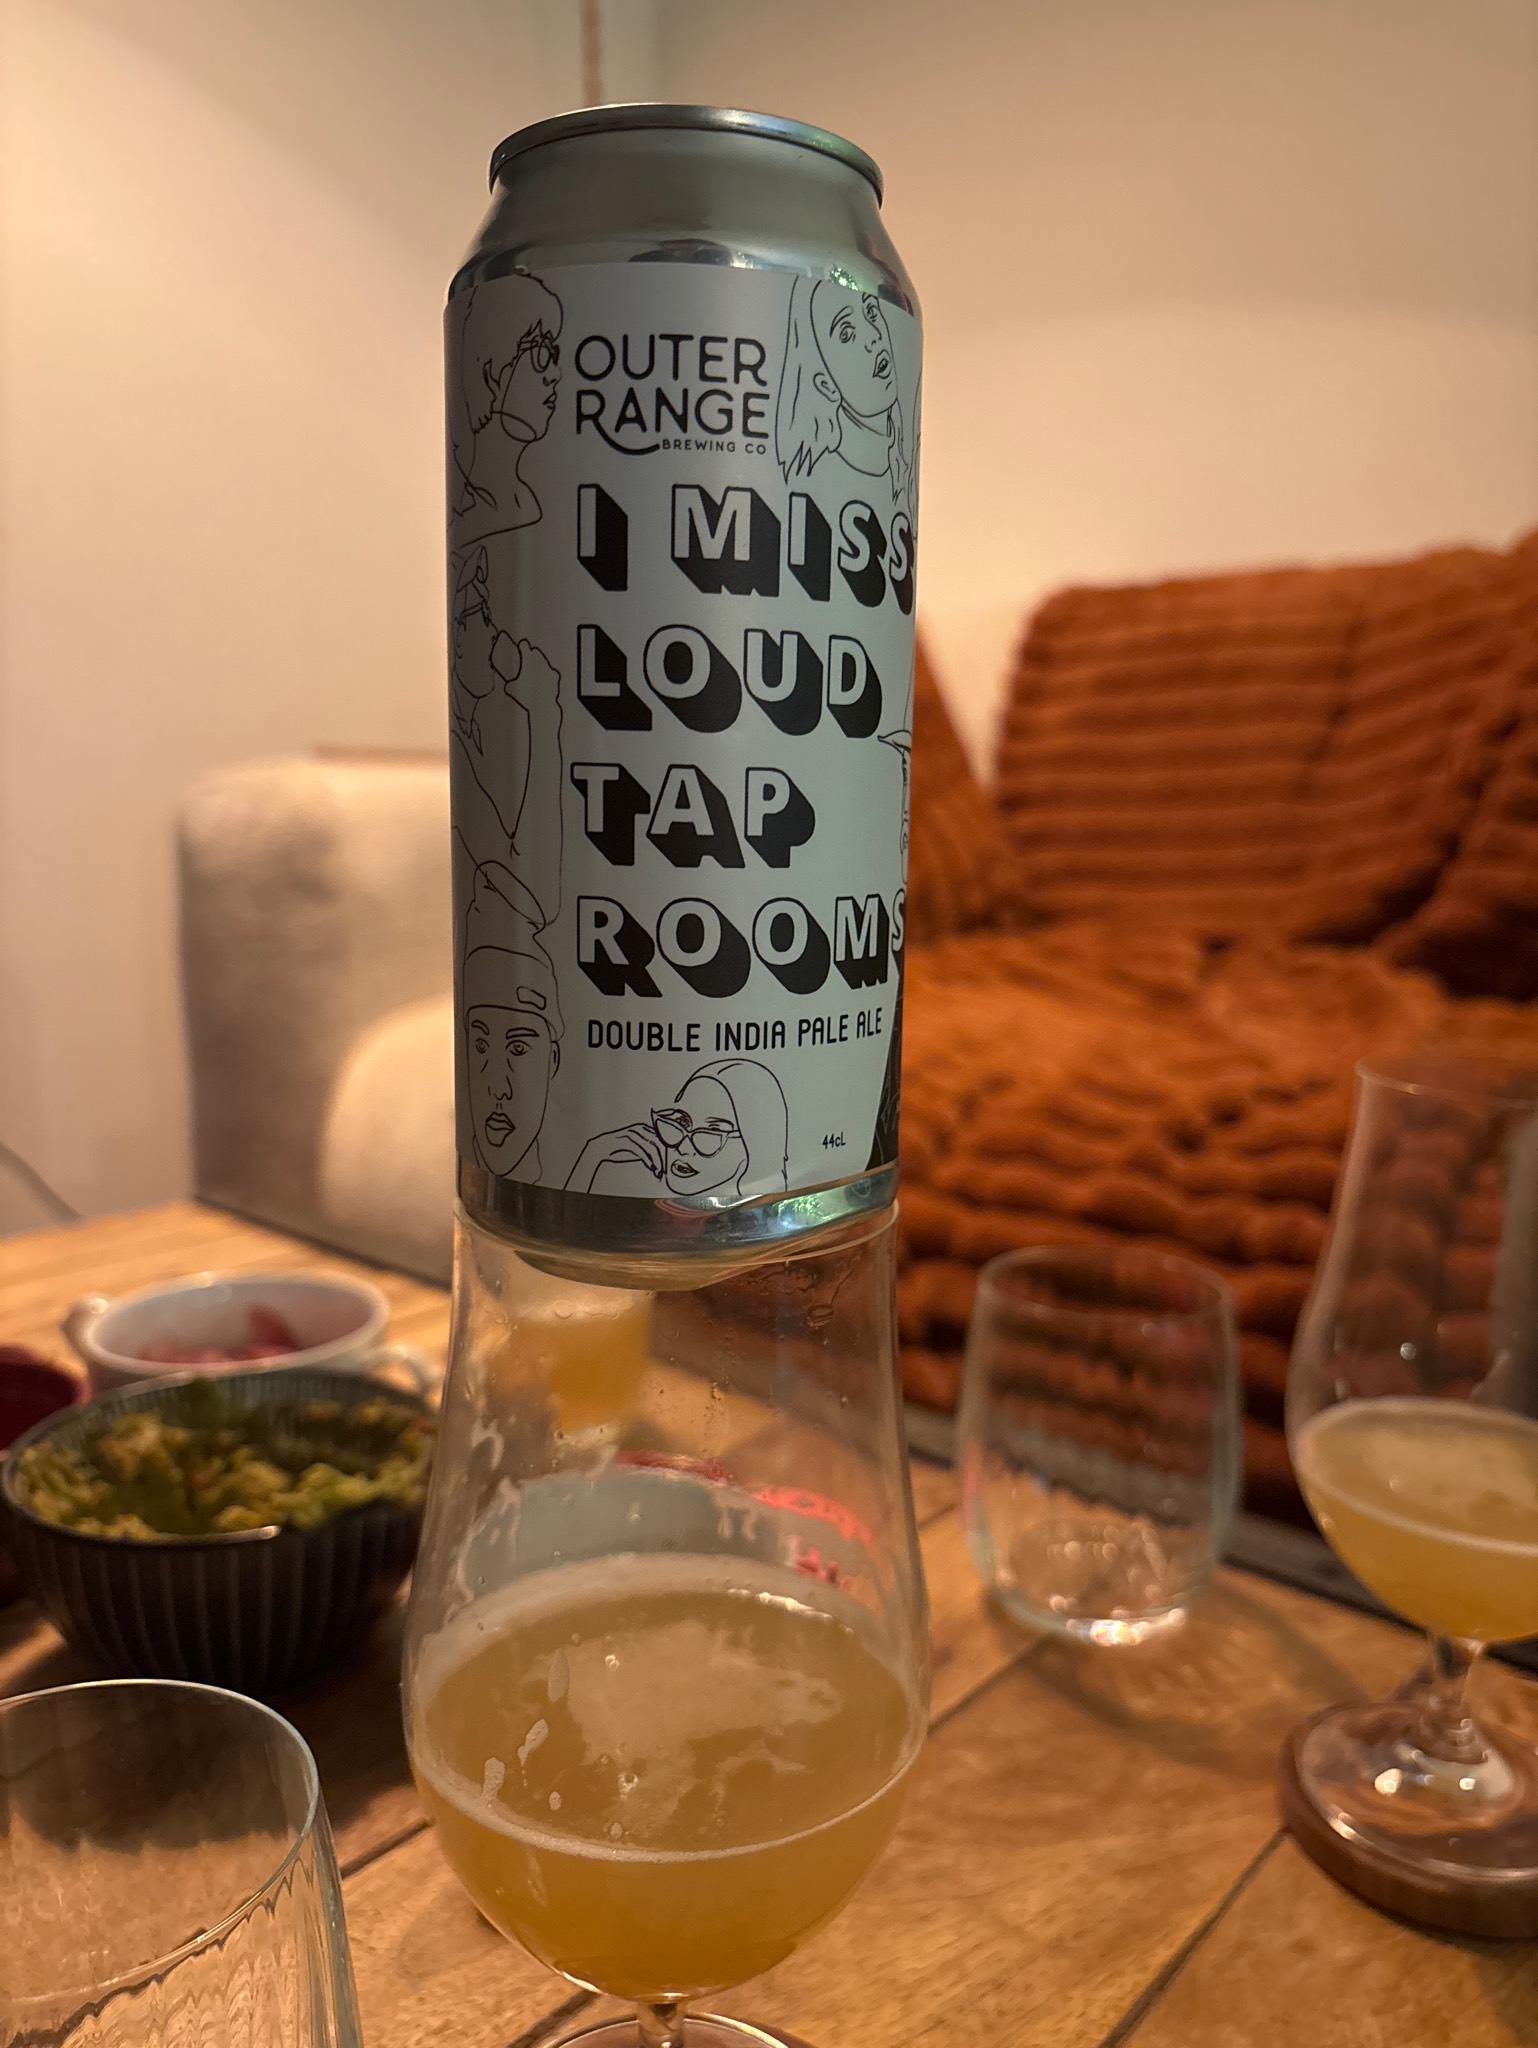 OUTER
RANGE
BREWING CO
I MISS
LOUD
TAP
ROOMS
DOUBLE INDIA PALE ALE
44cL